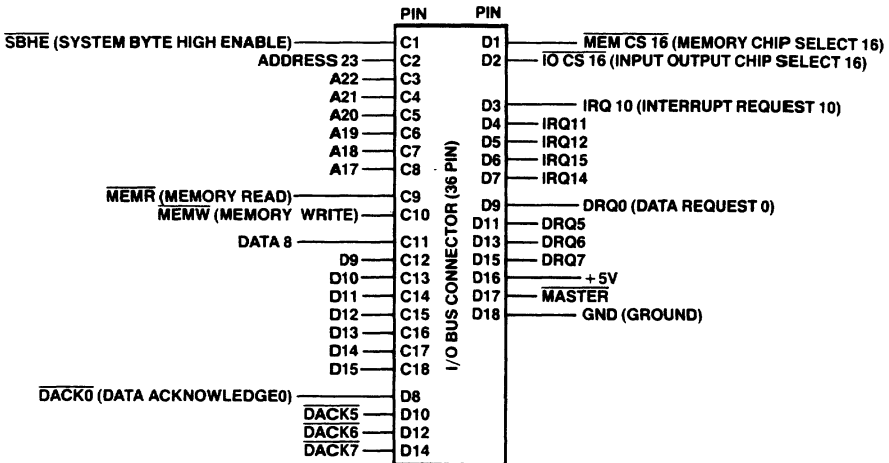 PIN PIN
SBHE (SYSTEM BYTE HIGH ENABLE) C1 D1 MEM CS 16 (MEMORY CHIP SELECT 16)
ADDRESS 23 C2 D2 IO CS 16 (INPUT OUTPUT CHIP SELECT 16)
A22 C3
A21 C4 D3 IRQ 10 (INTERRUPT REQUEST 10)
A20 C5 D4 IRQ11
A19 C6 D5 IRQ12
A18 C7 D6 IRQ15
A17 C8 D7 IRQ14
MEMR (MEMORY READ) C9 D9 DRQ0 (DATA REQUEST 0)
MEMW (MEMORY WRITE) C10 D11 DRQ5
DATA 8 C11 D13 DRQ6
D9 C12 D15 DRQ7
D10 C13 D16 +5V
D11 C14 D17 MASTER
D12 C15 D18 GND (GROUND)
D13 C16
D14 C17
D15 C18
DACK0 (DATA ACKNOWLEDGE0) D8
DACK5 D10
DACK6 D12
DACK7 D14
I/O BUS CONNECTOR (36 PIN)